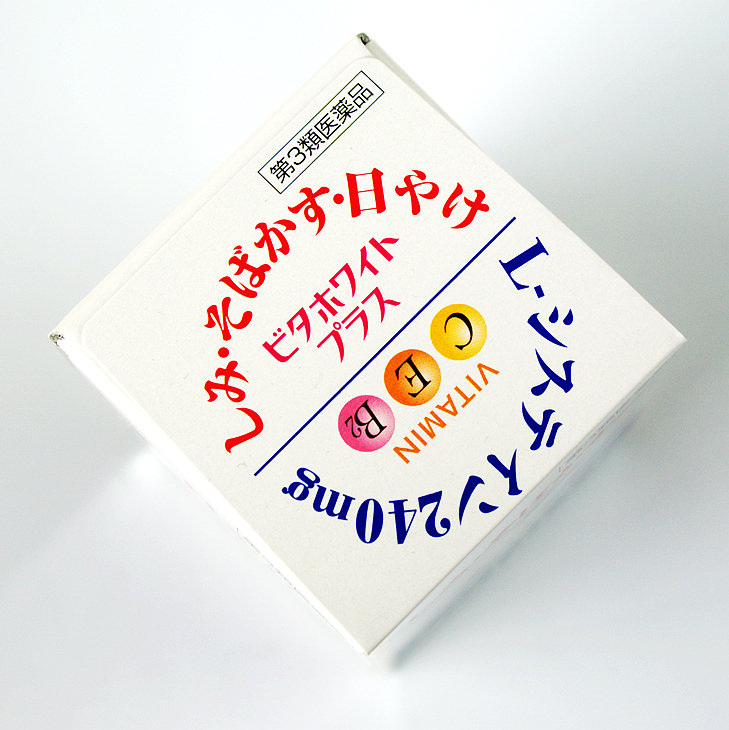 第3類医薬品
しみ・そばかす・日やけ
ビタホワイト
プラス
C
E
B2
VITAMIN
L-システィン240mg